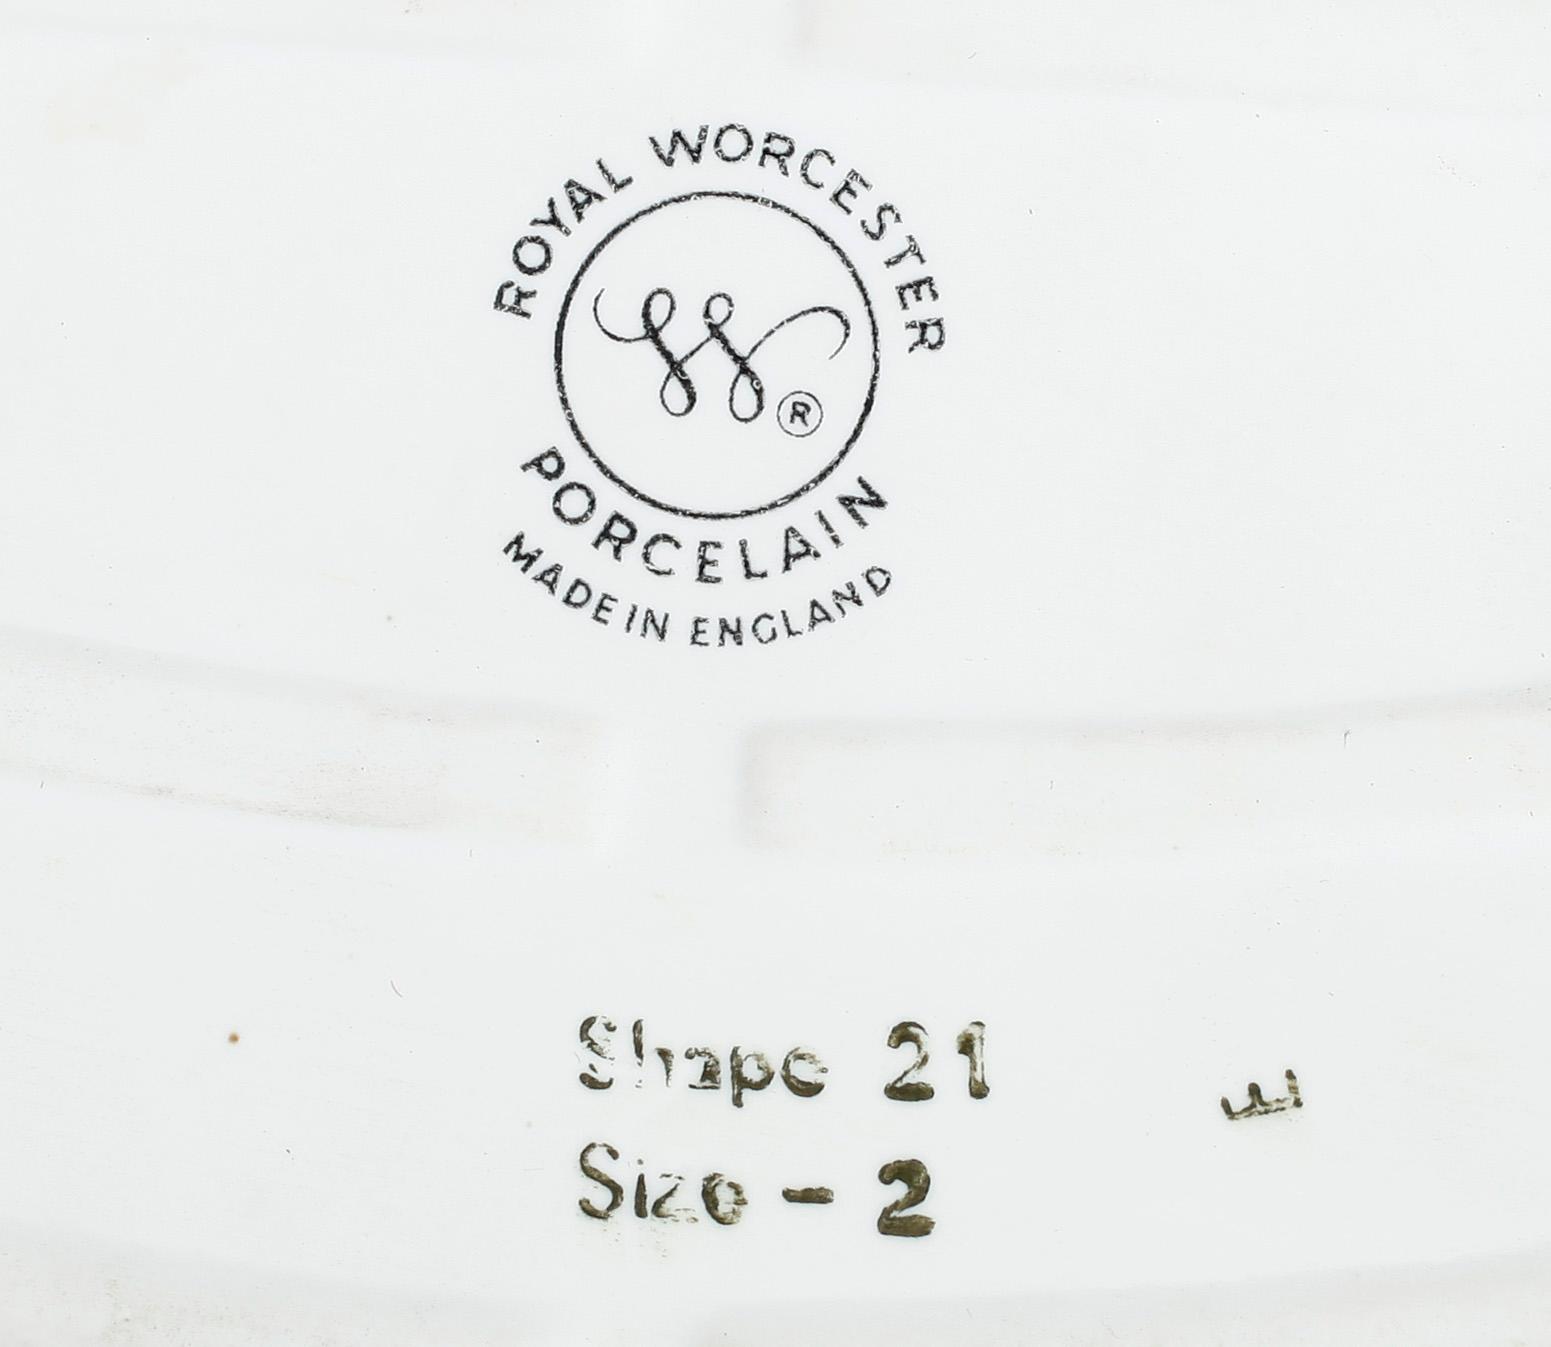 ROYAL WORCESTER
W ®
PORCELAIN
MADE IN ENGLAND
Shape 21
E
Size - 2